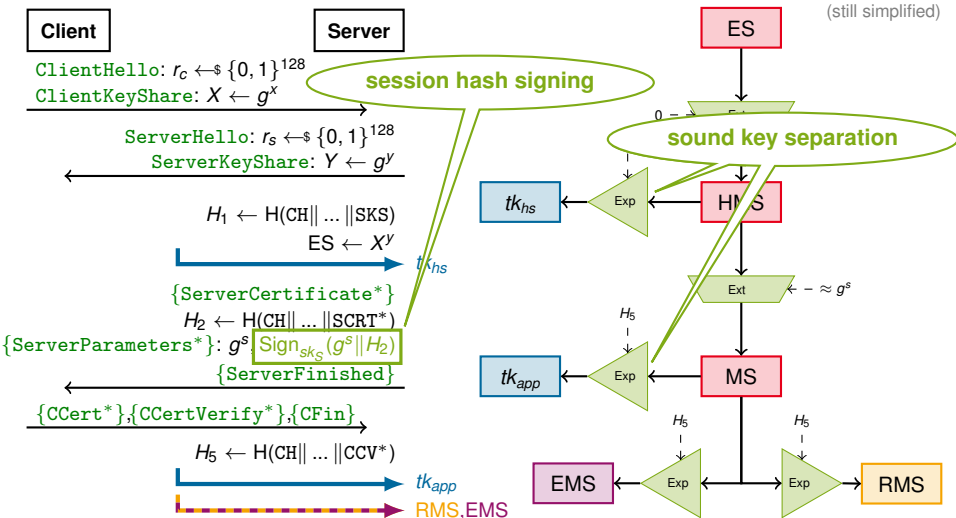 (still simplified)
Client
Server
ES
ClientHello: r_c ←$ {0, 1}^128
ClientKeyShare: X ← g^x
session hash signing
0
ServerHello: r_s ←$ {0, 1}^128
ServerKeyShare: Y ← g^y
sound key separation
tk_hs
Exp
HMS
H_1 ← H(CH‖ ... ‖SKS)
ES ← X^y
tk_hs
Ext
≈ g^s
{ServerCertificate*}
H_2 ← H(CH‖ ... ‖SCRT*)
H_5
{ServerParameters*}: g^s, Sign_sk_S(g^s‖H_2)
{ServerFinished}
tk_app
Exp
MS
{CCert*},{CCertVerify*},{CFin}
H_5
H_5
H_5 ← H(CH‖ ... ‖CCV*)
tk_app
EMS
Exp
Exp
RMS
RMS,EMS